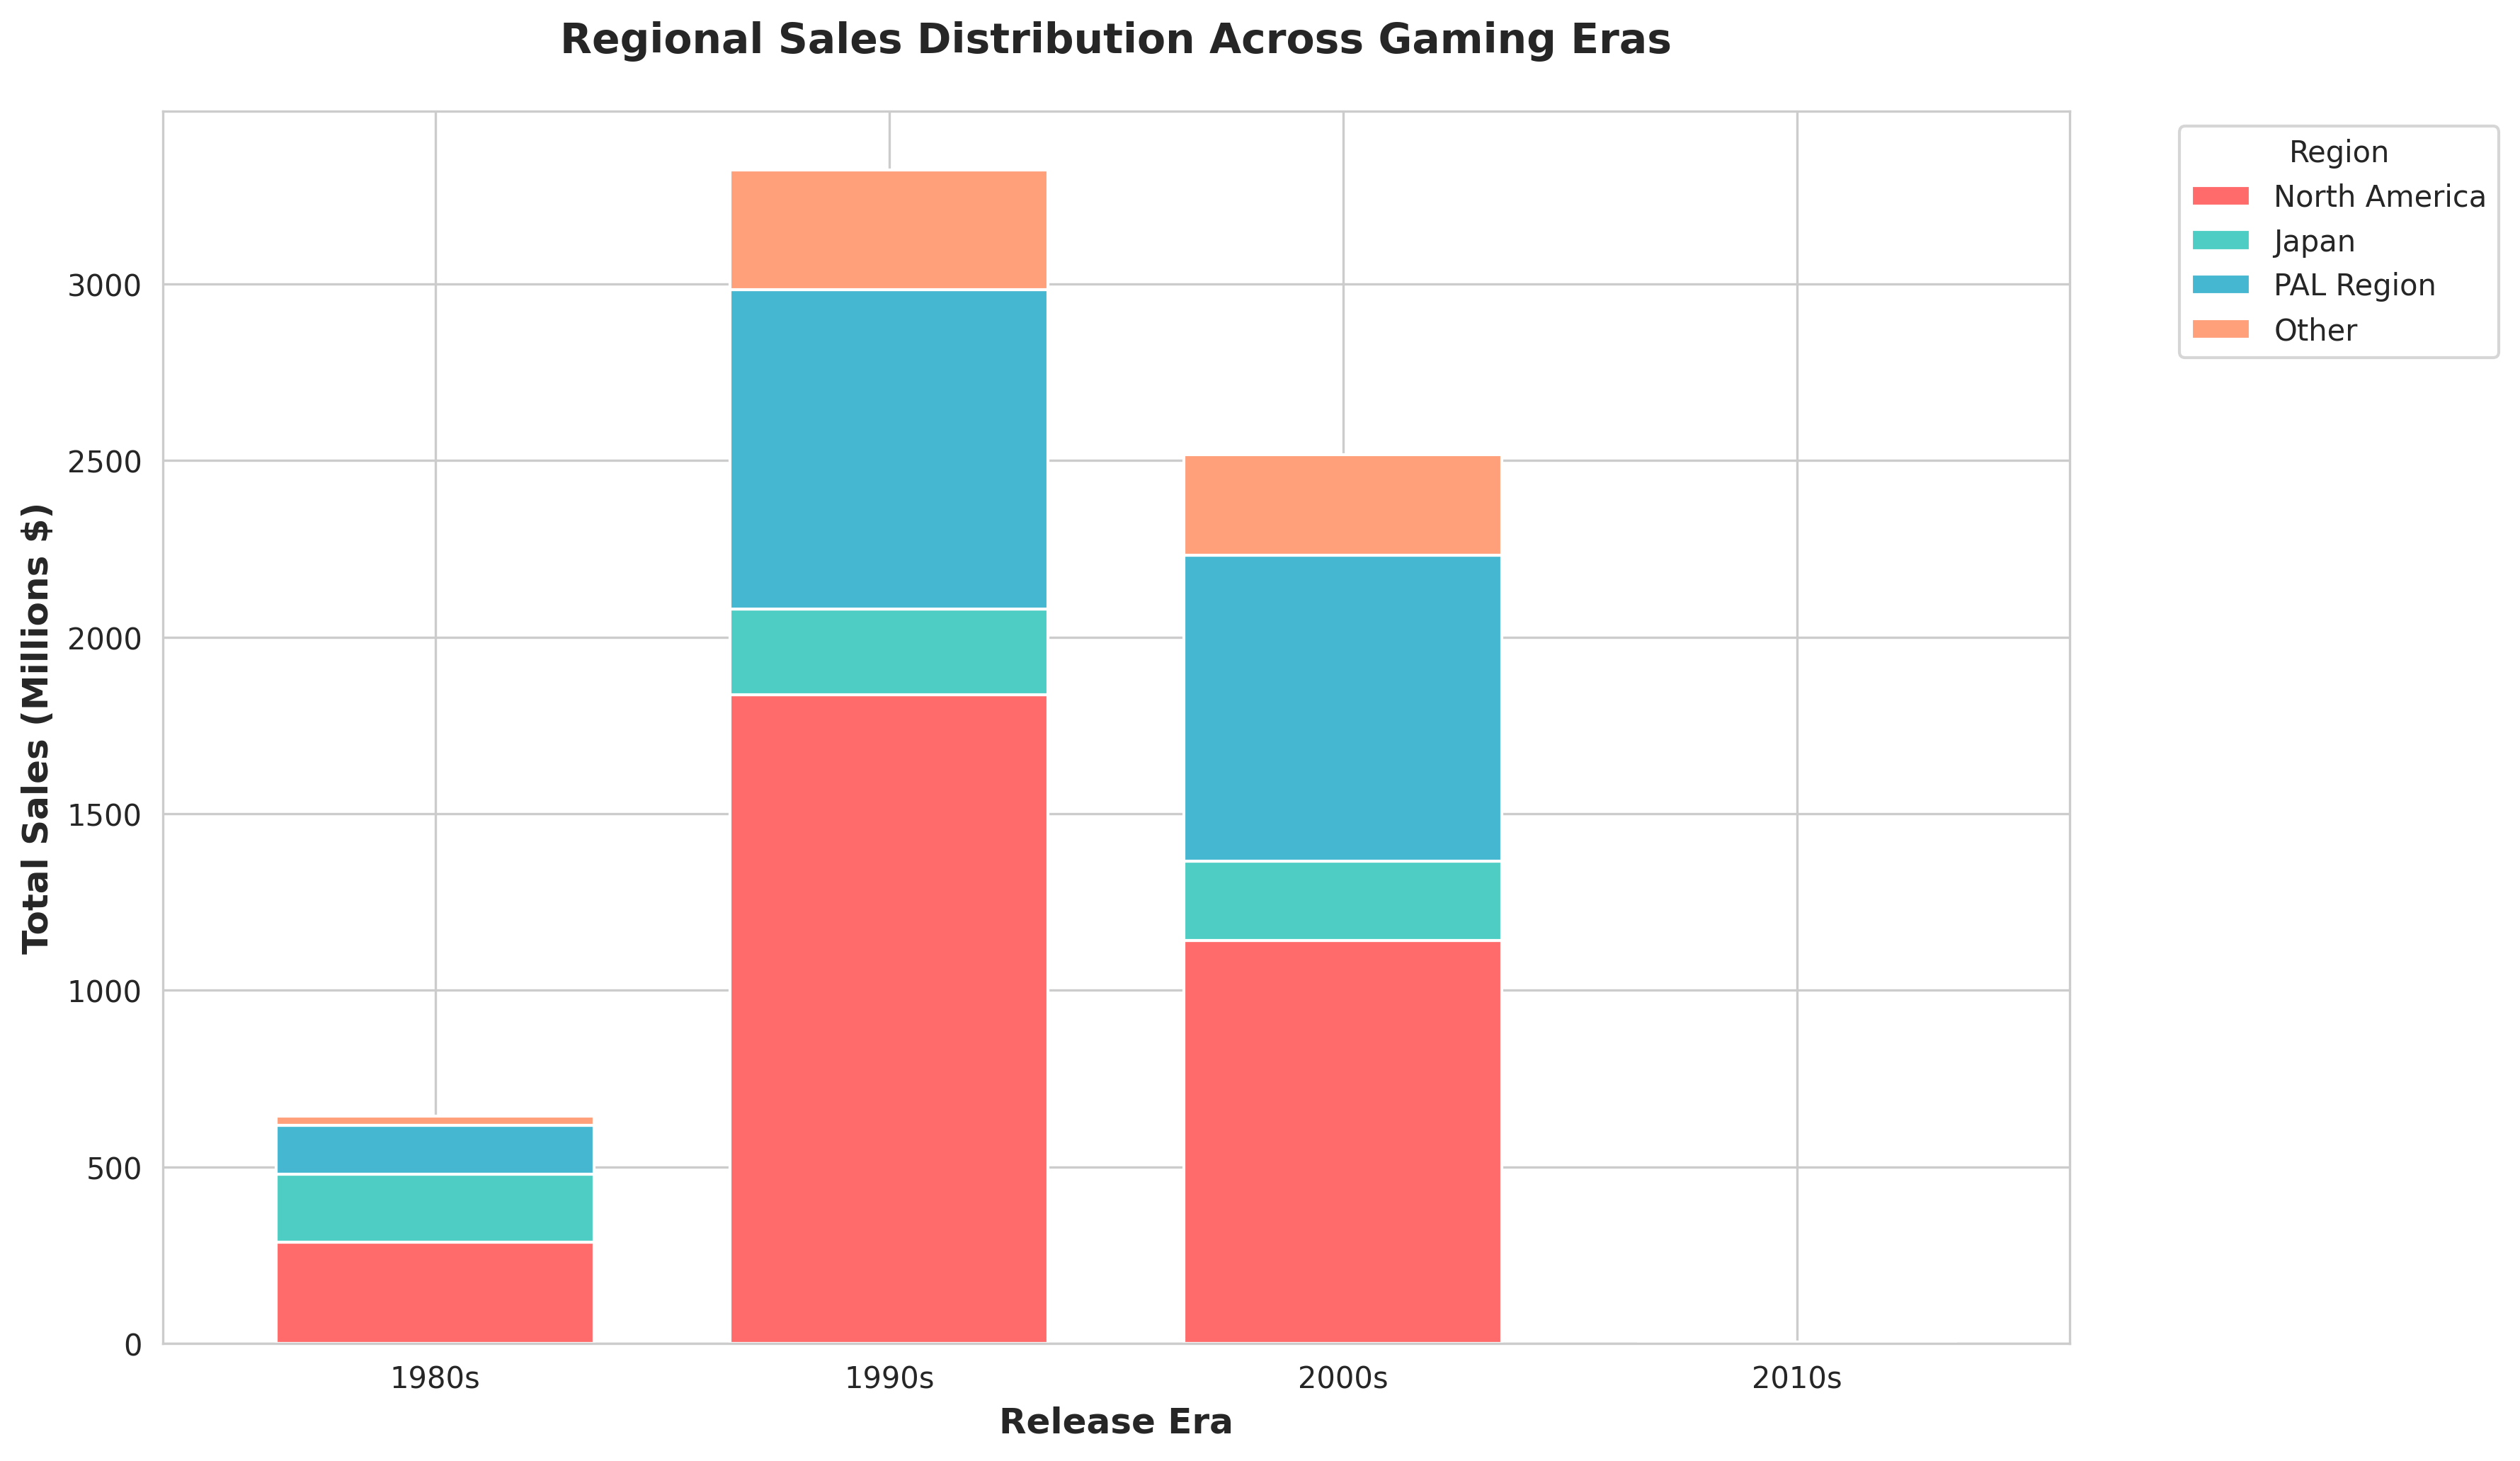 Regional Sales Distribution Across Gaming Eras
Total Sales (Millions $)
3000
2500
2000
1500
1000
500
0
1980s
1990s
2000s
2010s
Release Era
Region
North America
Japan
PAL Region
Other